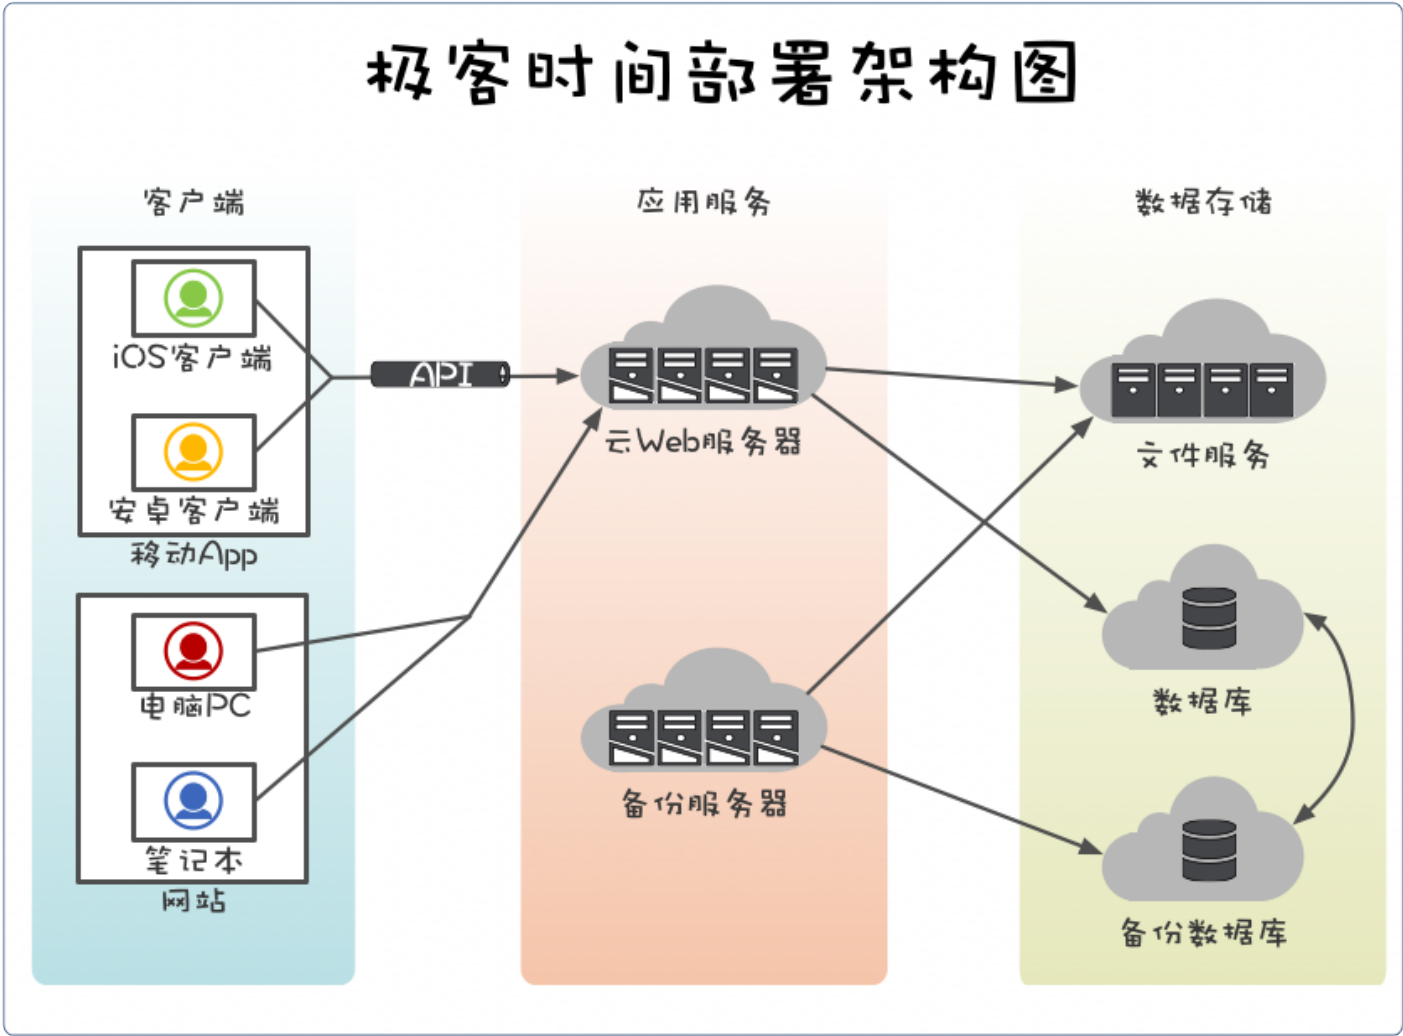 极客时间部署架构图
客户端
iOS客户端
安卓客户端
移动App
电脑PC
笔记本
网站
API
应用服务
云Web服务器
备份服务器
数据存储
文件服务
数据库
备份数据库